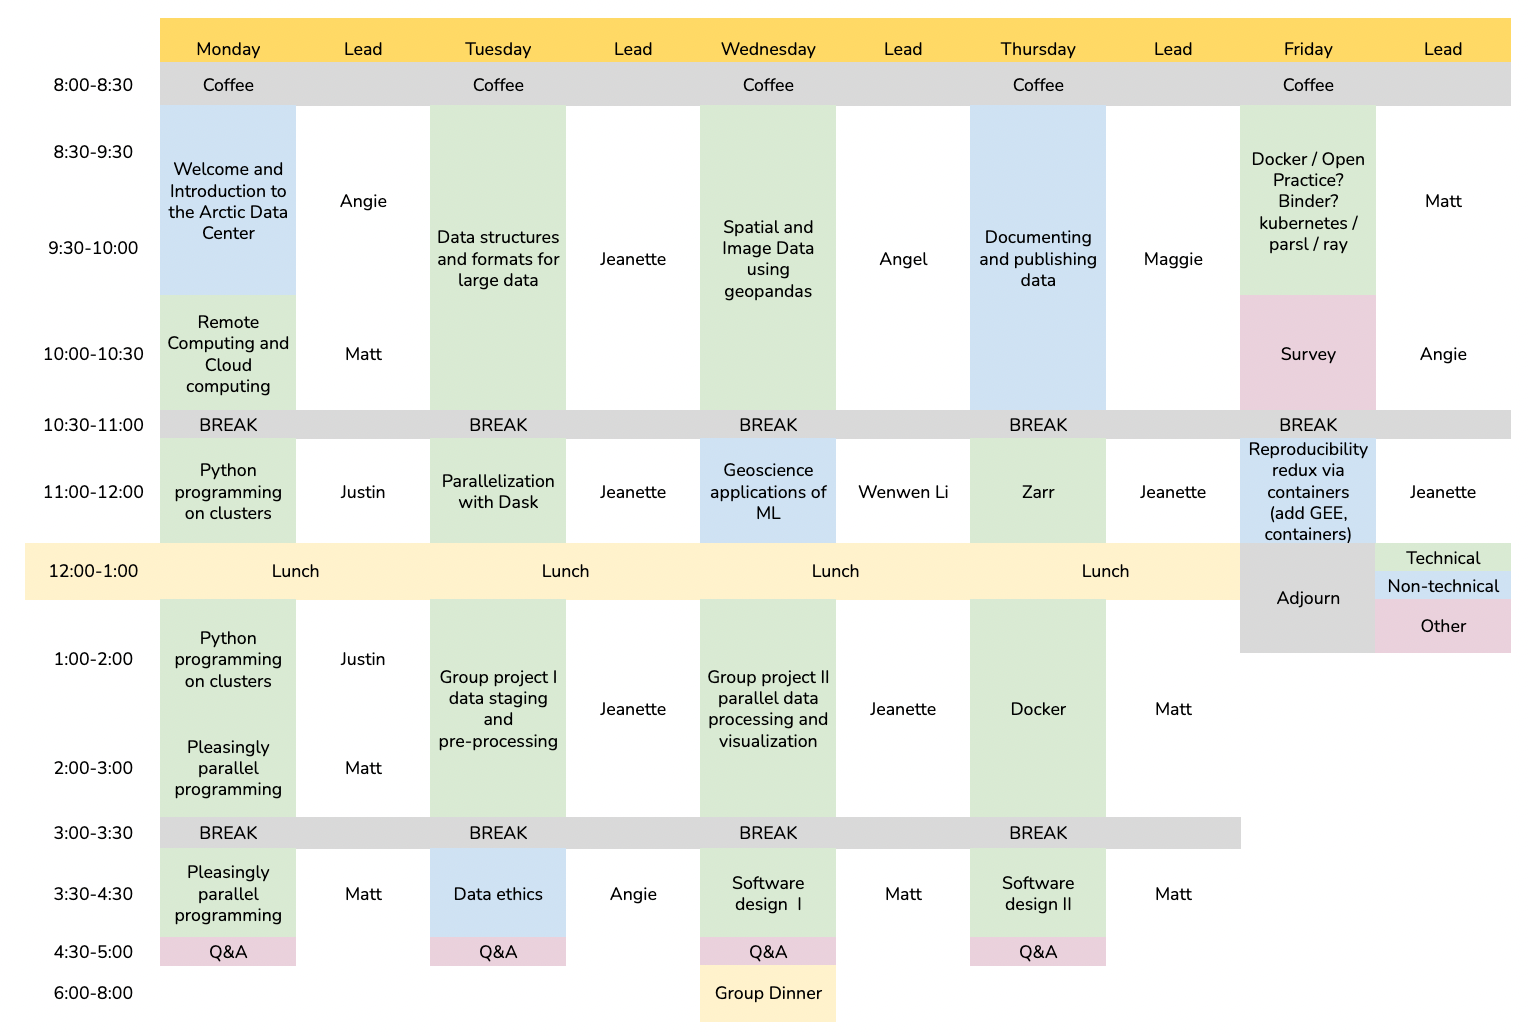 Monday Lead Tuesday Lead Wednesday Lead Thursday Lead Friday Lead
8:00-8:30 Coffee Coffee Coffee Coffee Coffee
8:30-9:30
9:30-10:00
Welcome and
Introduction to
the Arctic Data
Center
Angie
Data structures
and formats for
large data
Jeanette
Spatial and
Image Data
using
geopandas
Angel
Documenting
and publishing
data
Maggie
Docker / Open
Practice?
Binder?
kubernetes /
parsl / ray
Matt
10:00-10:30
Remote
Computing and
Cloud
computing
Matt
Survey
Angie
10:30-11:00 BREAK BREAK BREAK BREAK BREAK
11:00-12:00
Python
programming
on clusters
Justin
Parallelization
with Dask
Jeanette
Geoscience
applications of
ML
Wenwen Li
Zarr
Jeanette
Reproducibility
redux via
containers
(add GEE,
containers)
Jeanette
12:00-1:00 Lunch Lunch Lunch Lunch
Adjourn
Technical
Non-technical
Other
1:00-2:00
Python
programming
on clusters
Justin
Group project I
data staging
and
pre-processing
Jeanette
Group project II
parallel data
processing and
visualization
Jeanette
Docker
Matt
2:00-3:00
Pleasingly
parallel
programming
Matt
3:00-3:30 BREAK BREAK BREAK BREAK
3:30-4:30
Pleasingly
parallel
programming
Matt
Data ethics
Angie
Software
design I
Matt
Software
design II
Matt
4:30-5:00 Q&A Q&A Q&A Q&A
6:00-8:00 Group Dinner